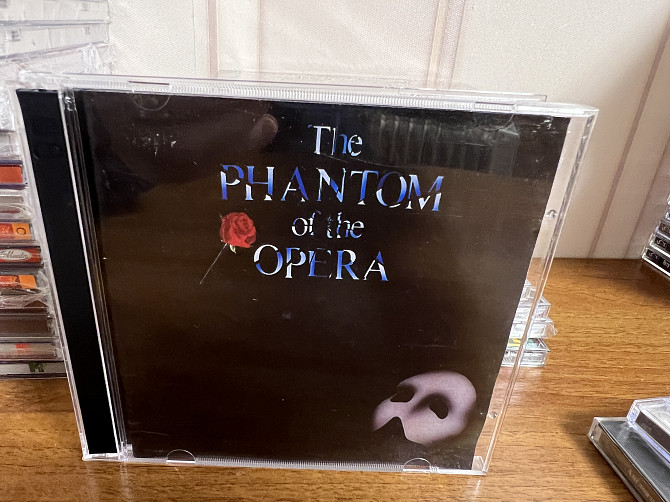 The
PHANTOM
of the
OPERA